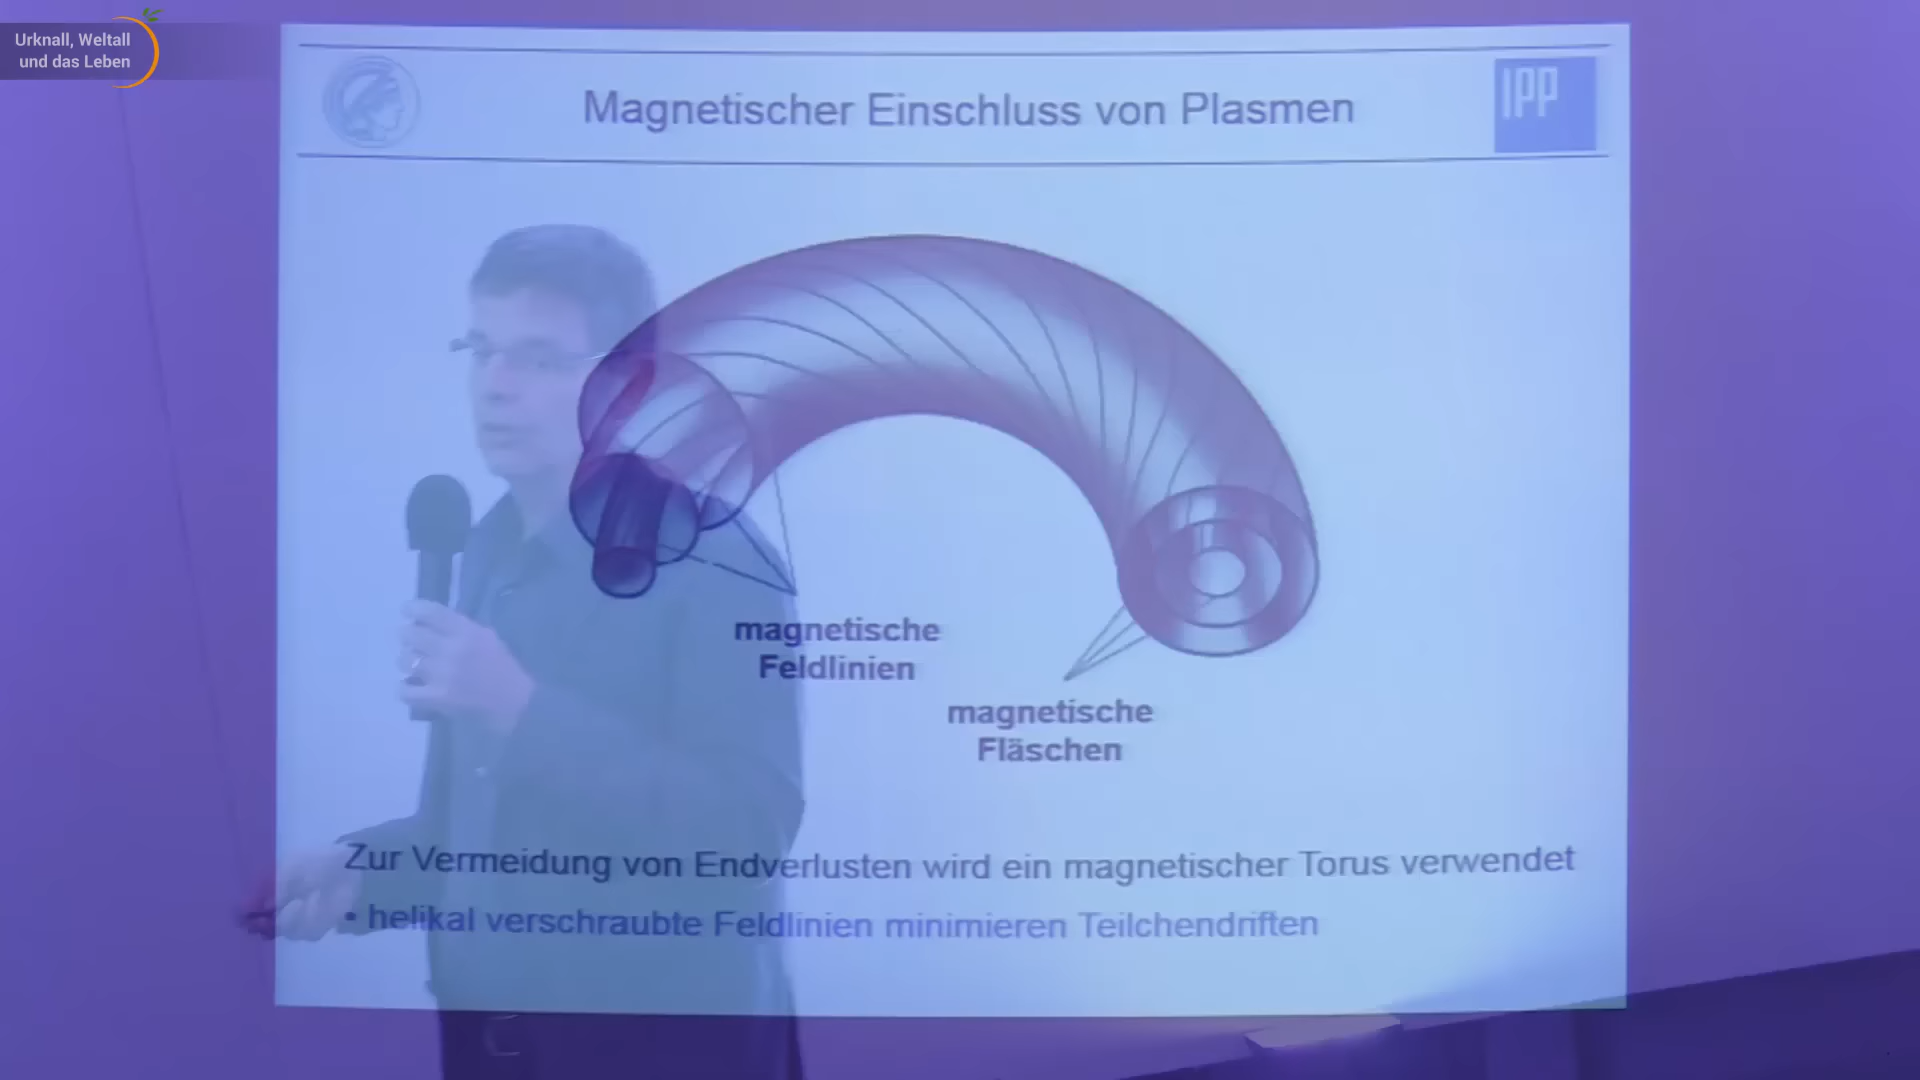 Urknall, Weltall
und das Leben
Magnetischer Einschluss von Plasmen
IPP
magnetische
Feldlinien
magnetische
Fläschen
Zur Vermeidung von Endverlusten wird ein magnetischer Torus verwendet
• helikal verschraubte Feldlinien minimieren Teilchendriften